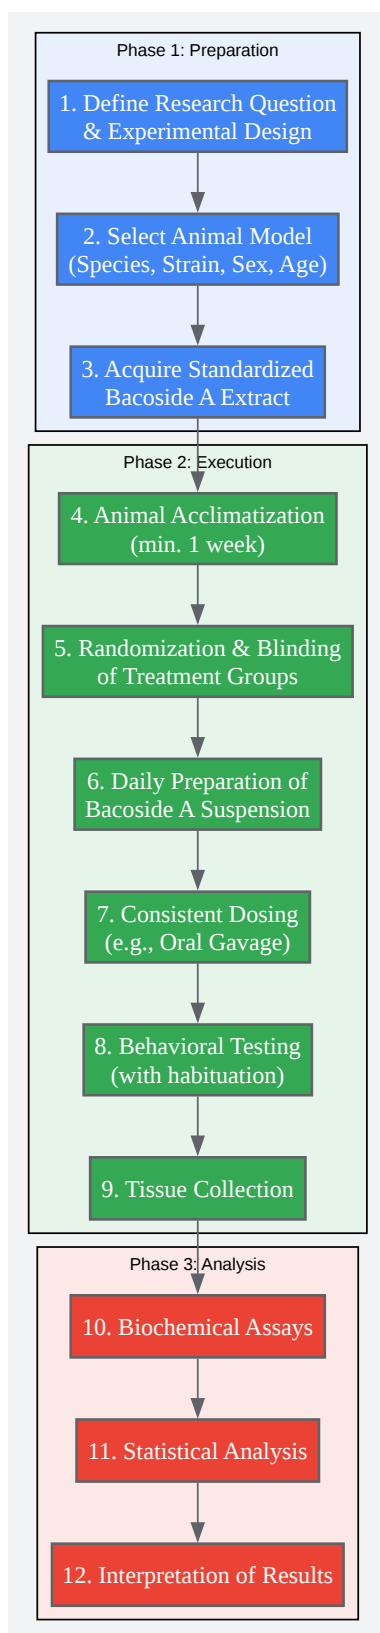 Phase 1: Preparation
1. Define Research Question
& Experimental Design
2. Select Animal Model
(Species, Strain, Sex, Age)
3. Acquire Standardized
Bacoside A Extract
Phase 2: Execution
4. Animal Acclimatization
(min. 1 week)
5. Randomization & Blinding
of Treatment Groups
6. Daily Preparation of
Bacoside A Suspension
7. Consistent Dosing
(e.g., Oral Gavage)
8. Behavioral Testing
(with habituation)
9. Tissue Collection
Phase 3: Analysis
10. Biochemical Assays
11. Statistical Analysis
12. Interpretation of Results